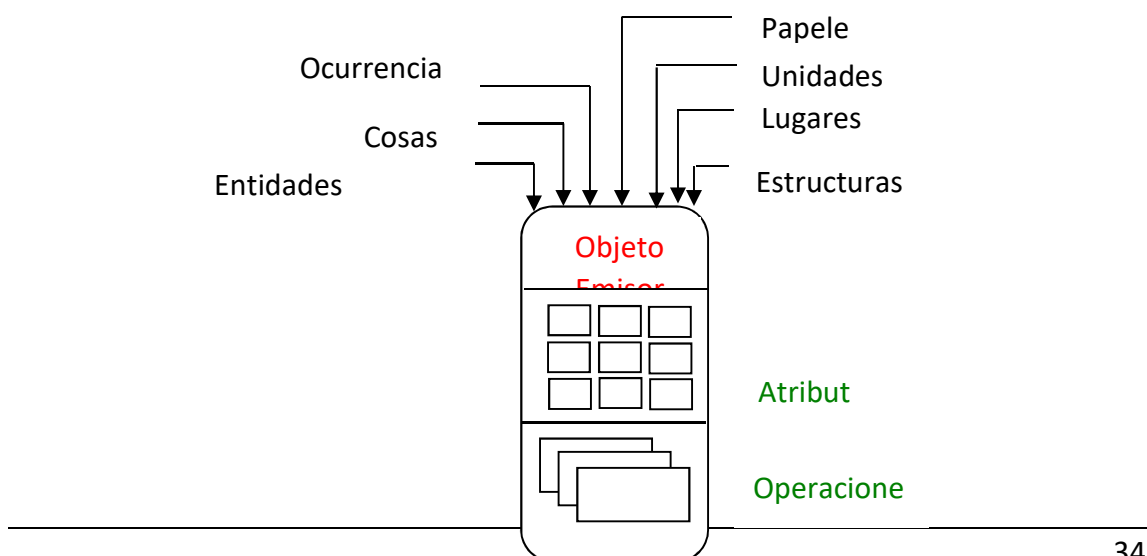 Papele
Ocurrencia
Unidades
Lugares
Cosas
Entidades
Estructuras
Objeto
Emisor
Atribut
Operacione
34